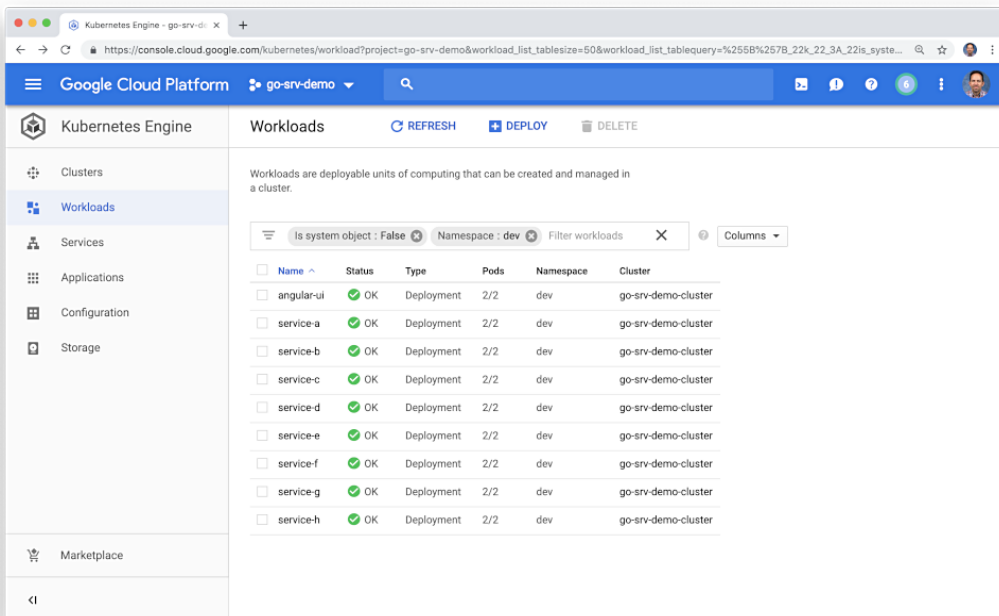 Kubernetes Engine - go-srv-de
https://console.cloud.google.com/kubernetes/workload?project=go-srv-demo&workload_list_tablesize=50&workload_list_tablequery=%255B%257B_22k_22_3A_22is_syste...
Google Cloud Platform go-srv-demo 6
Kubernetes Engine
Workloads REFRESH DEPLOY DELETE
Clusters
Workloads
Services
Applications
Configuration
Storage
Marketplace
Workloads are deployable units of computing that can be created and managed in
a cluster.
Is system object : False Namespace : dev Filter workloads Columns
Name Status Type Pods Namespace Cluster
angular-ui OK Deployment 2/2 dev go-srv-demo-cluster
service-a OK Deployment 2/2 dev go-srv-demo-cluster
service-b OK Deployment 2/2 dev go-srv-demo-cluster
service-c OK Deployment 2/2 dev go-srv-demo-cluster
service-d OK Deployment 2/2 dev go-srv-demo-cluster
service-e OK Deployment 2/2 dev go-srv-demo-cluster
service-f OK Deployment 2/2 dev go-srv-demo-cluster
service-g OK Deployment 2/2 dev go-srv-demo-cluster
service-h OK Deployment 2/2 dev go-srv-demo-cluster